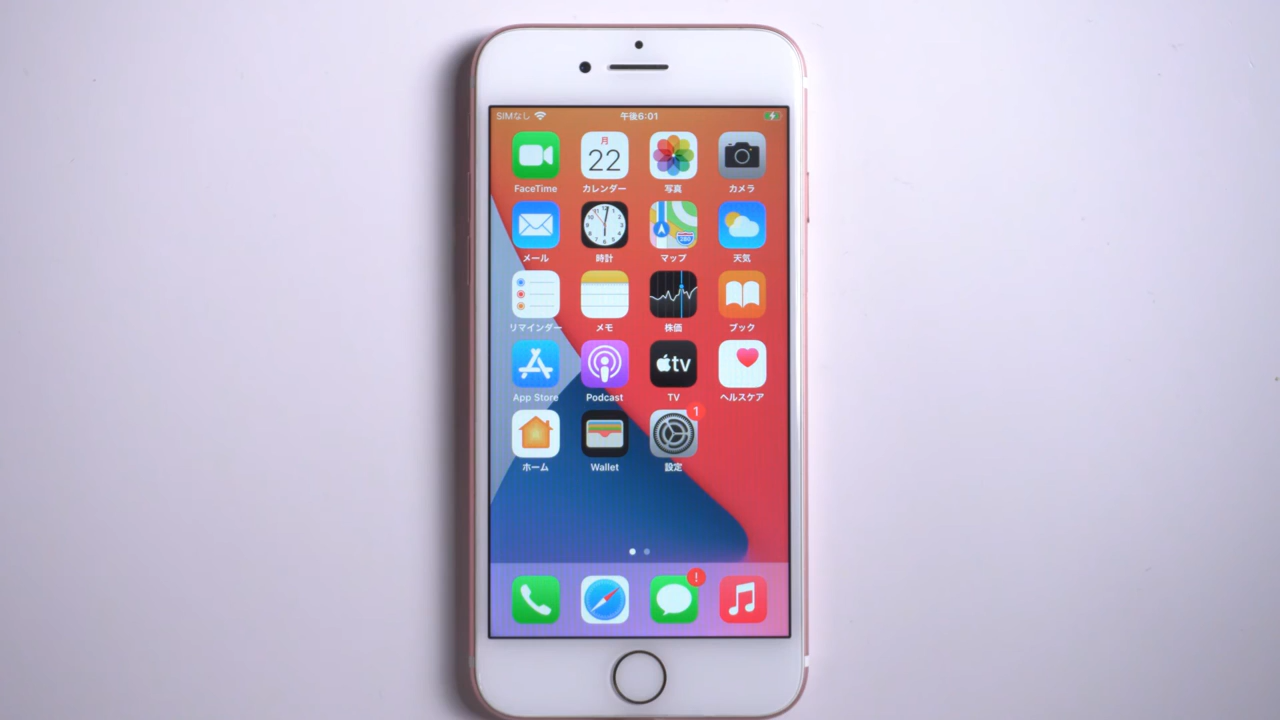 SIMなし 午後6:01
月
22
FaceTime カレンダー 写真 カメラ
メール 時計 マップ 天気
リマインダー メモ 株価 ブック
tv
App Store Podcast TV ヘルスケア
1
ホーム Wallet 設定
!